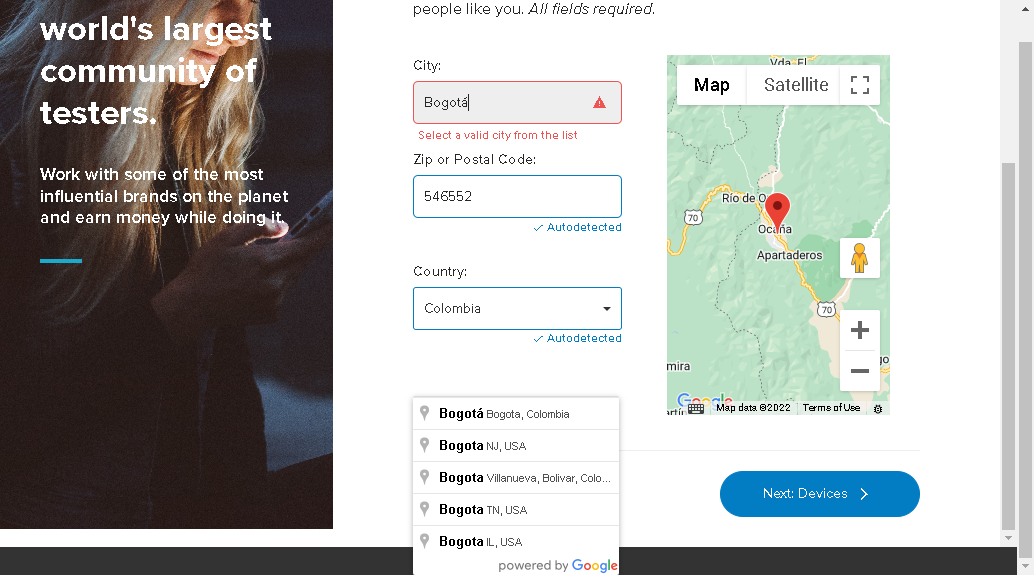 people like you. All fields required.
world's largest
community of
testers.
Work with some of the most
influential brands on the planet
and earn money while doing it.
City:
Bogotá
Select a valid city from the list
Zip or Postal Code:
546552
Autodetected
Country:
Colombia
Autodetected
Bogotá Bogota, Colombia
Bogota NJ, USA
Bogota Villanueva, Bolivar, Colo...
Bogota TN, USA
Bogota IL, USA
powered by Google
Vda. El
Map
Satellite
Río de O
70
Ocaña
Apartaderos
70
go
mira
Google
Map data ©2022
Terms of Use
Next: Devices